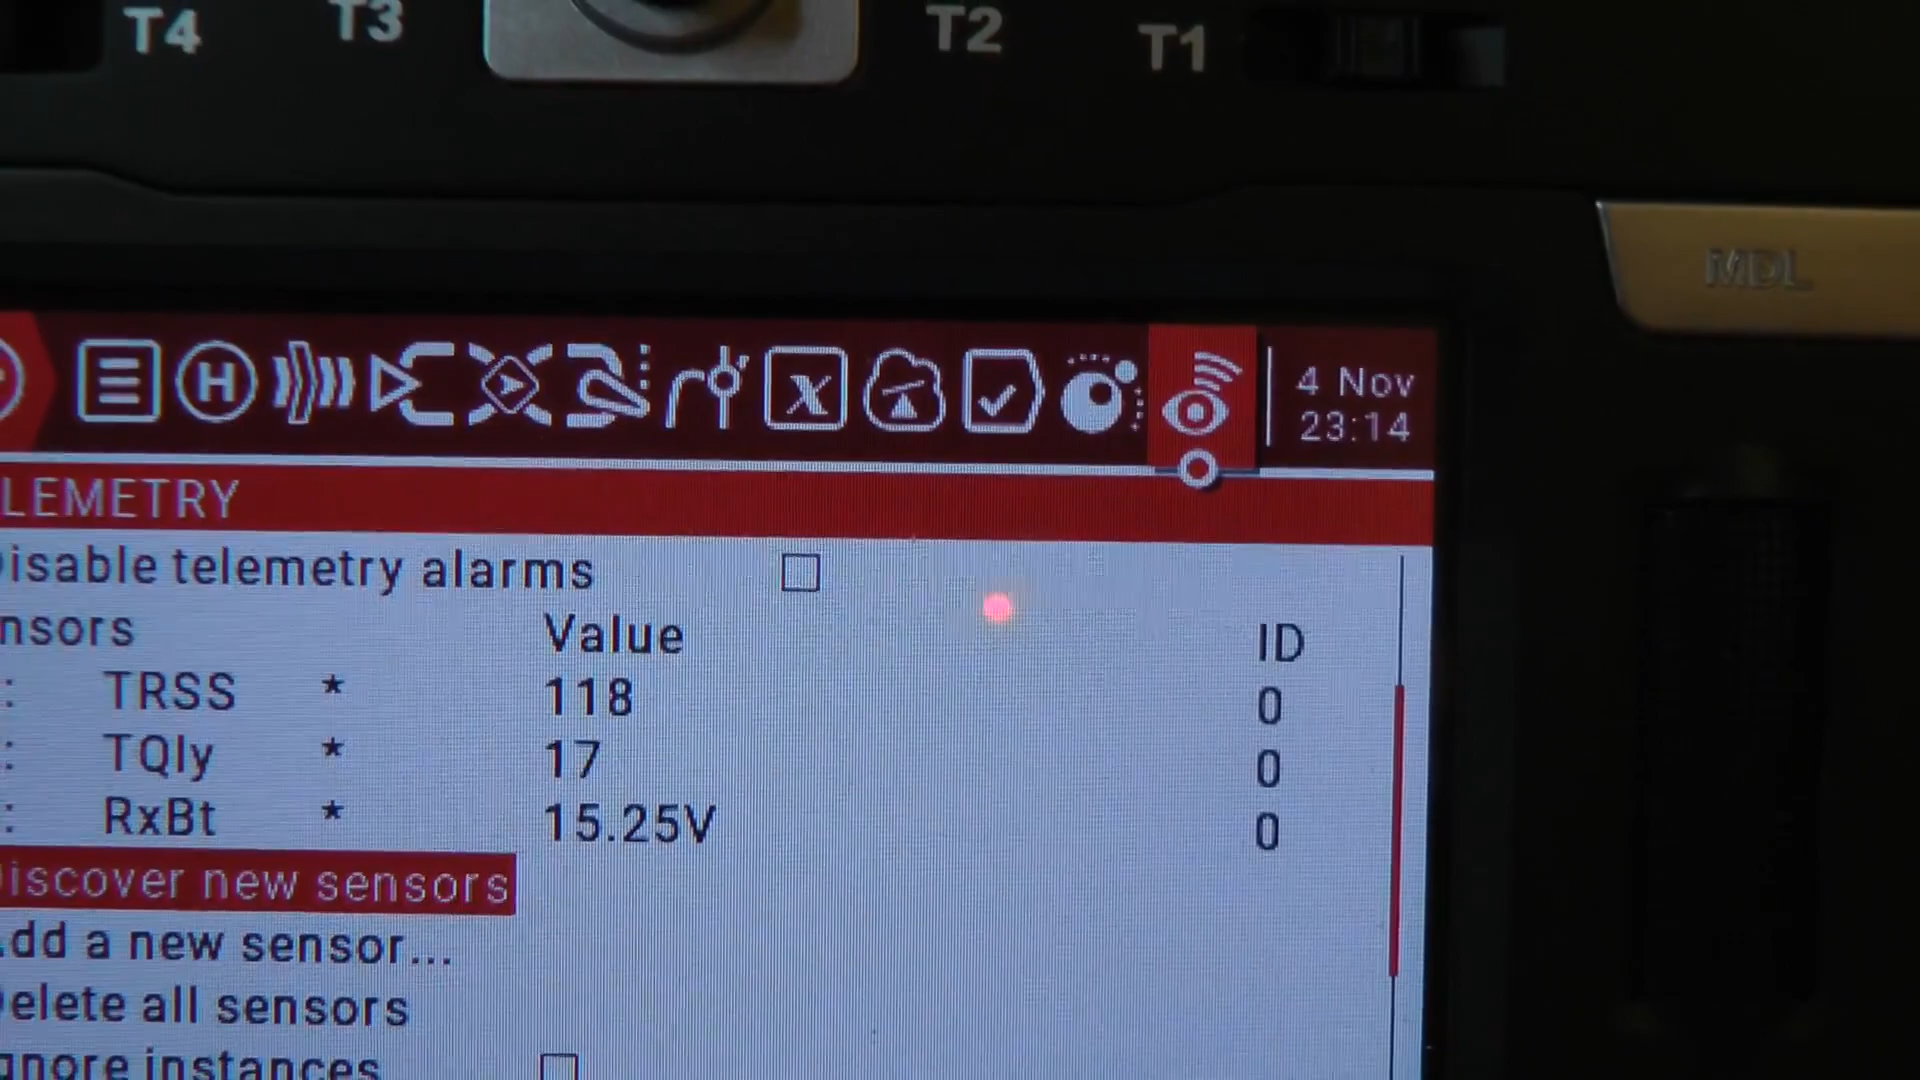 T4 T3 T2 T1
MDL
4 Nov
23:14
LEMETRY
isable telemetry alarms
nsors Value ID
: TRSS * 118 0
: TQly * 17 0
: RxBt * 15.25V 0
iscover new sensors
dd a new sensor...
elete all sensors
gnore instances